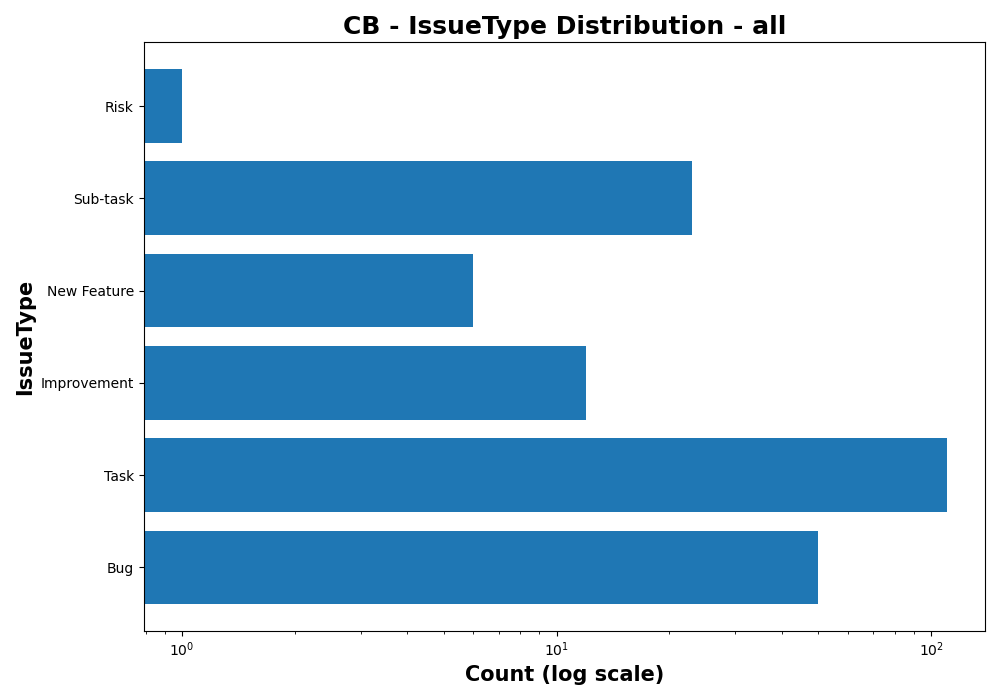 CB - IssueType Distribution - all
IssueType
Risk
Sub-task
New Feature
Improvement
Task
Bug
10⁰ 10¹ 10²
Count (log scale)